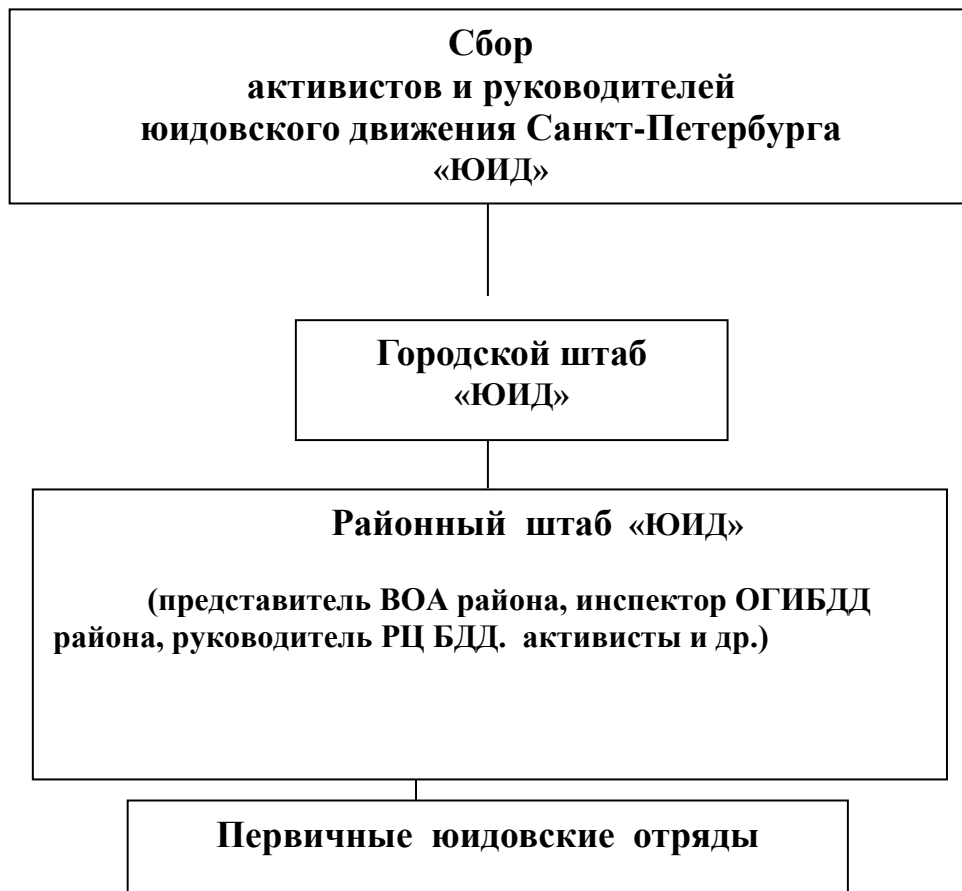 Сбор
активистов и руководителей
юидовского движения Санкт-Петербурга
«ЮИД»
Городской штаб
«ЮИД»
Районный штаб «ЮИД»
(представитель ВОА района, инспектор ОГИБДД
района, руководитель РЦ БДД. активисты и др.)
Первичные юидовские отряды